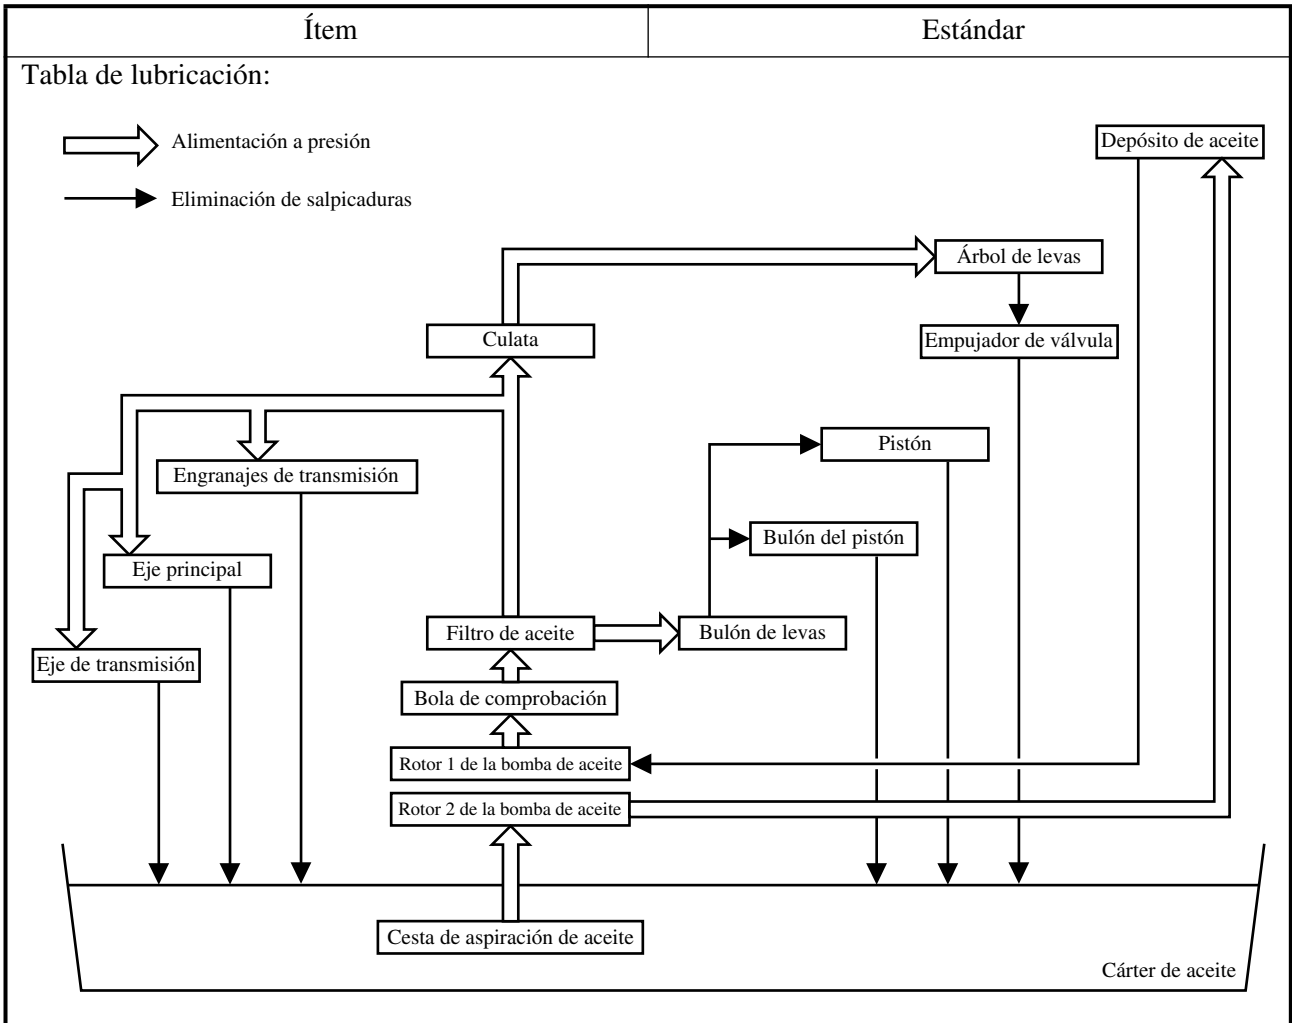 Ítem
Estándar
Tabla de lubricación:
Alimentación a presión
Depósito de aceite
Eliminación de salpicaduras
Árbol de levas
Culata
Empujador de válvula
Pistón
Engranajes de transmisión
Bulón del pistón
Eje principal
Filtro de aceite
Bulón de levas
Eje de transmisión
Bola de comprobación
Rotor 1 de la bomba de aceite
Rotor 2 de la bomba de aceite
Cesta de aspiración de aceite
Cárter de aceite